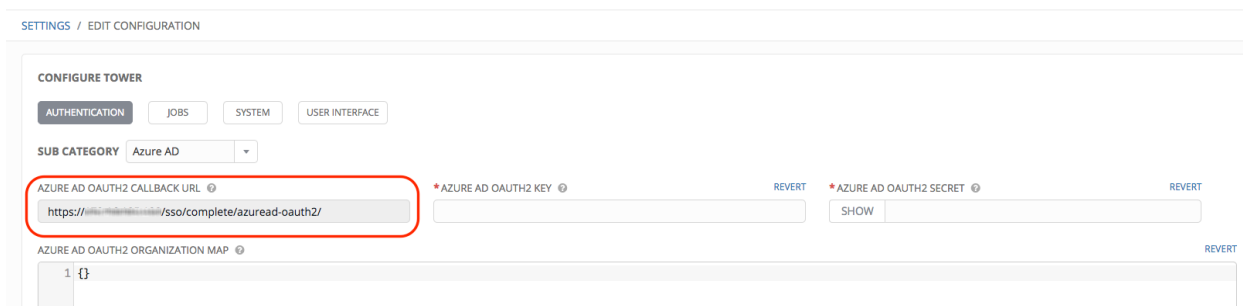 SETTINGS / EDIT CONFIGURATION
CONFIGURE TOWER
AUTHENTICATION JOBS SYSTEM USER INTERFACE
SUB CATEGORY Azure AD
AZURE AD OAUTH2 CALLBACK URL *AZURE AD OAUTH2 KEY REVERT *AZURE AD OAUTH2 SECRET REVERT
https:// /sso/complete/azuread-oauth2/ SHOW
AZURE AD OAUTH2 ORGANIZATION MAP REVERT
1 {}